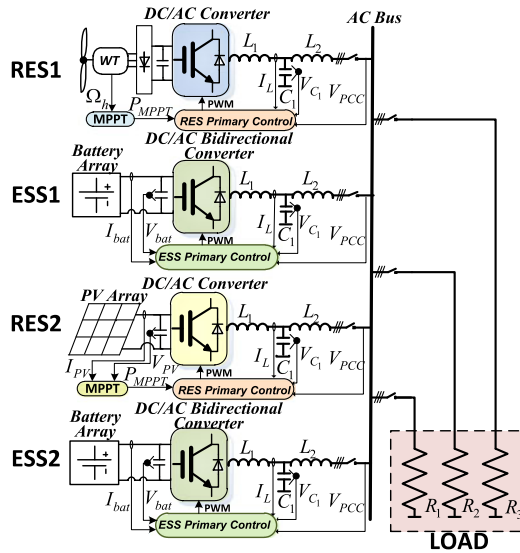 DC/AC Converter
AC Bus
RES1
WT
L1
L2
Ωh
MPPT
PMPPT
PWM
RES Primary Control
IL
C1
VC1
VPCC
DC/AC Bidirectional
Converter
Battery
Array
ESS1
L1
L2
Ibat
Vbat
PWM
ESS Primary Control
IL
C1
VC1
VPCC
DC/AC Converter
PV Array
RES2
L1
L2
IPV
VPV
MPPT
PMPPT
PWM
RES Primary Control
IL
C1
VC1
VPCC
DC/AC Bidirectional
Converter
Battery
Array
ESS2
L1
L2
Ibat
Vbat
PWM
ESS Primary Control
IL
C1
VC1
VPCC
R1
R2
R3
LOAD